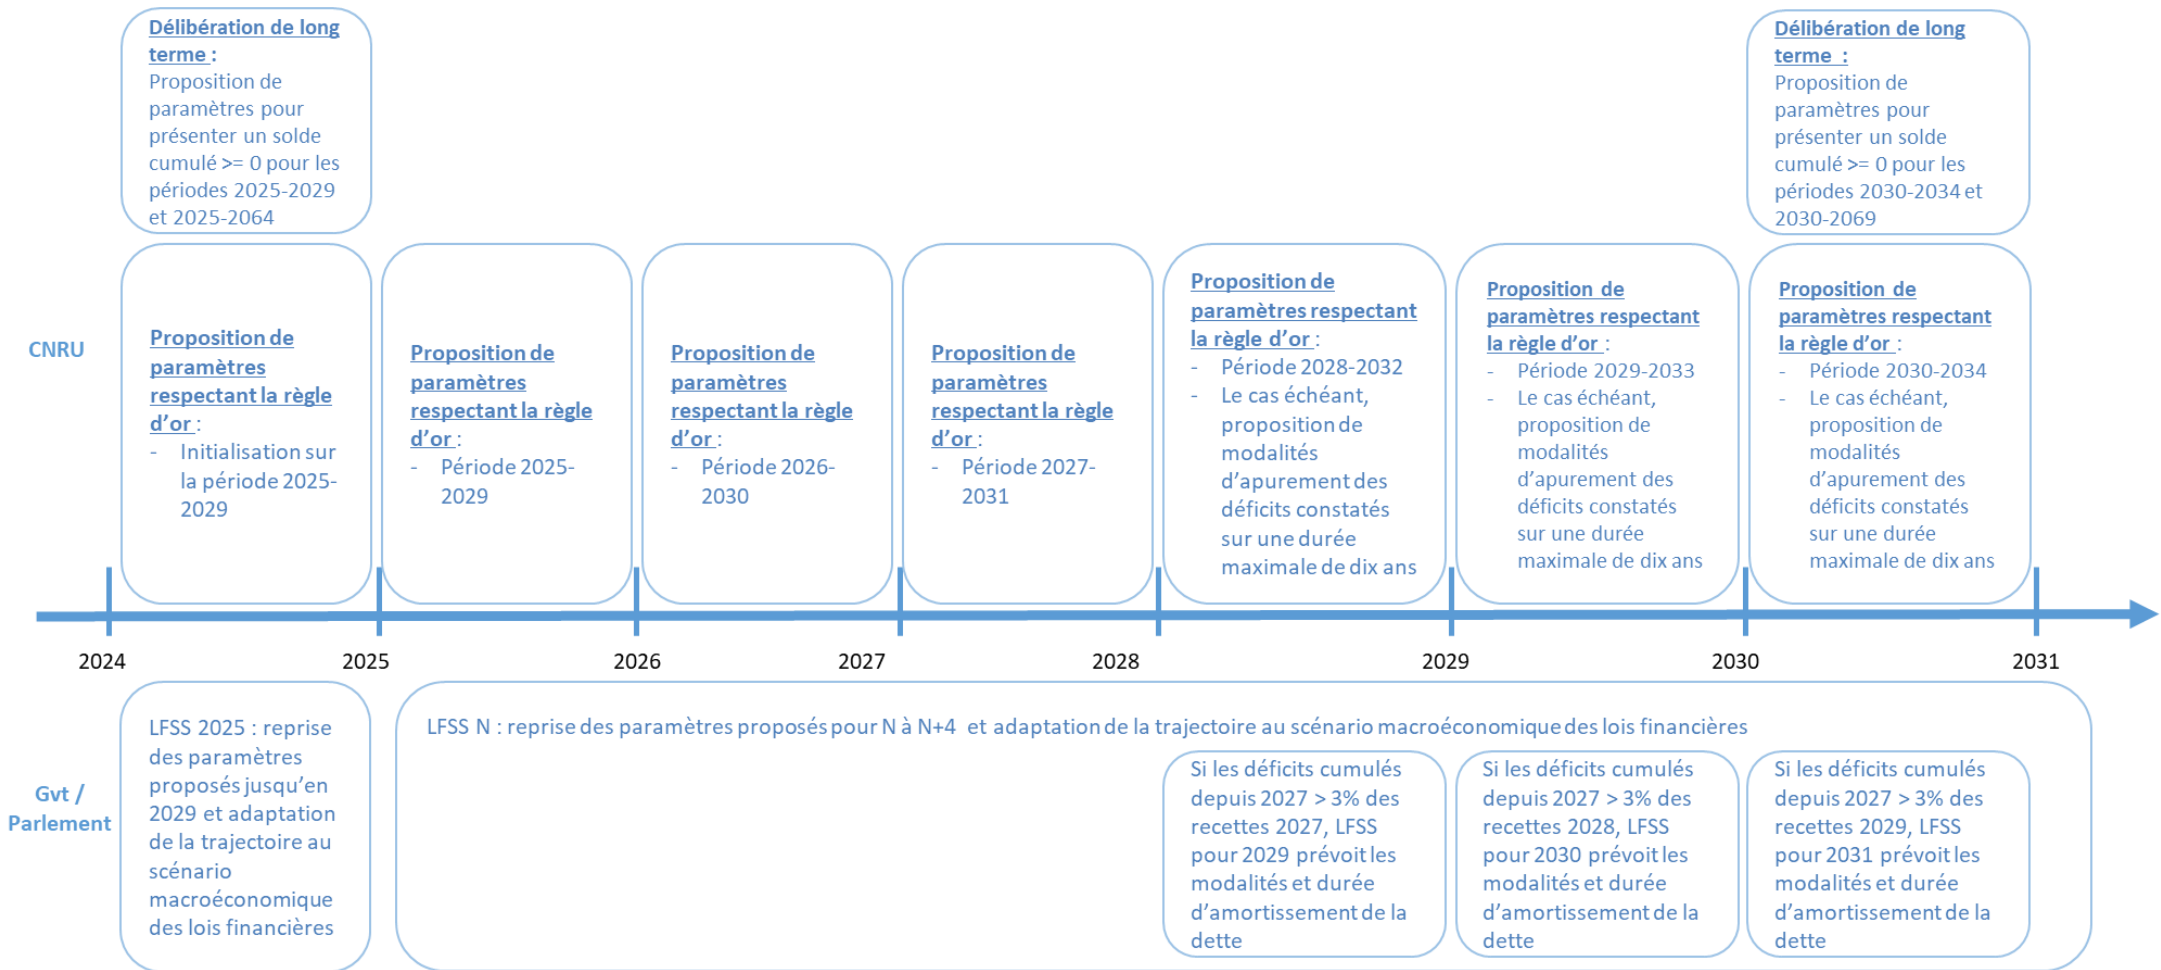 Délibération de long
terme :
Proposition de
paramètres pour
présenter un solde
cumulé >= 0 pour les
périodes 2025-2029
et 2025-2064
Délibération de long
terme :
Proposition de
paramètres pour
présenter un solde
cumulé >= 0 pour les
périodes 2030-2034 et
2030-2069
CNRU
Proposition de
paramètres
respectant la règle
d’or :
- Initialisation sur
la période 2025-
2029
Proposition de
paramètres
respectant la règle
d’or :
- Période 2025-
2029
Proposition de
paramètres
respectant la règle
d’or :
- Période 2026-
2030
Proposition de
paramètres
respectant la règle
d’or :
- Période 2027-
2031
Proposition de
paramètres respectant
la règle d’or :
- Période 2028-2032
- Le cas échéant,
proposition de
modalités
d’apurement des
déficits constatés
sur une durée
maximale de dix ans
Proposition de
paramètres respectant
la règle d’or :
- Période 2029-2033
- Le cas échéant,
proposition de
modalités
d’apurement des
déficits constatés
sur une durée
maximale de dix ans
Proposition de
paramètres respectant
la règle d’or :
- Période 2030-2034
- Le cas échéant,
proposition de
modalités
d’apurement des
déficits constatés
sur une durée
maximale de dix ans
2024 2025 2026 2027 2028 2029 2030 2031
Gvt /
Parlement
LFSS 2025 : reprise
des paramètres
proposés jusqu’en
2029 et adaptation
de la trajectoire au
scénario
macroéconomique
des lois financières
LFSS N : reprise des paramètres proposés pour N à N+4 et adaptation de la trajectoire au scénario macroéconomique des lois financières
Si les déficits cumulés
depuis 2027 > 3% des
recettes 2027, LFSS
pour 2029 prévoit les
modalités et durée
d’amortissement de la
dette
Si les déficits cumulés
depuis 2027 > 3% des
recettes 2028, LFSS
pour 2030 prévoit les
modalités et durée
d’amortissement de la
dette
Si les déficits cumulés
depuis 2027 > 3% des
recettes 2029, LFSS
pour 2031 prévoit les
modalités et durée
d’amortissement de la
dette